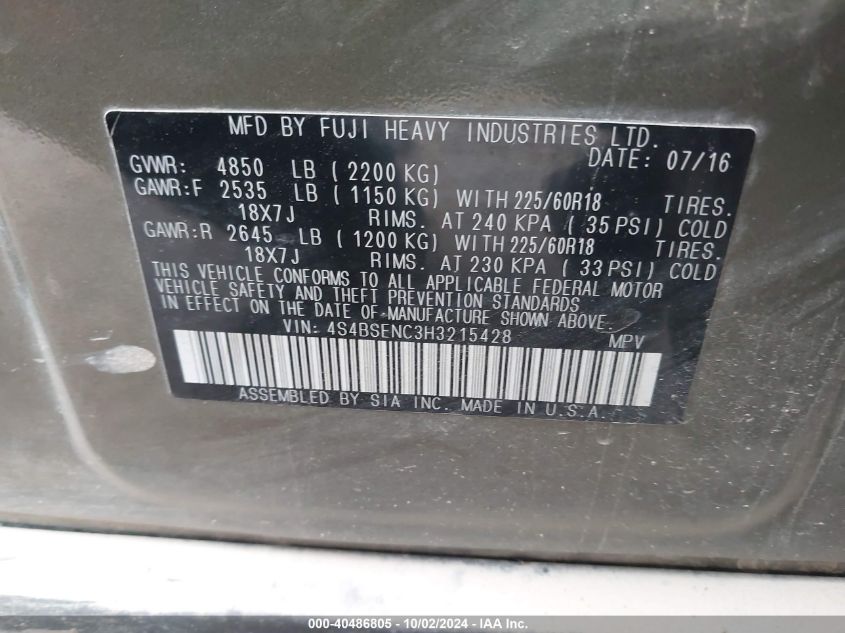 MFD BY FUJI HEAVY INDUSTRIES LTD.
DATE: 07/16
GVWR: 4850 LB ( 2200 KG)
GAWR:F 2535 LB ( 1150 KG) WITH 225/60R18 TIRES.
18X7J RIMS. AT 240 KPA ( 35 PSI) COLD
GAWR:R 2645 LB ( 1200 KG) WITH 225/60R18 TIRES.
18X7J RIMS. AT 230 KPA ( 33 PSI) COLD
THIS VEHICLE CONFORMS TO ALL APPLICABLE FEDERAL MOTOR
VEHICLE SAFETY AND THEFT PREVENTION STANDARDS
IN EFFECT ON THE DATE OF MANUFACTURE SHOWN ABOVE.
VIN: 4S4BSENC3H3215428 MPV
ASSEMBLED BY SIA INC. MADE IN U.S.A.
000-40486805 - 10/02/2024 - IAA Inc.